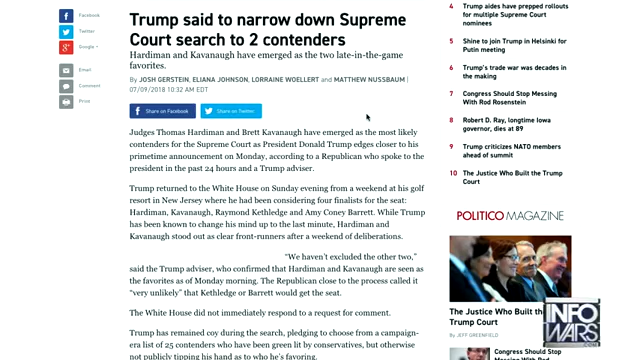 Facebook
Twitter
Google +
Email
Comment
Print
Trump said to narrow down Supreme
Court search to 2 contenders
Hardiman and Kavanaugh have emerged as the two late-in-the-game
favorites.
By JOSH GERSTEIN, ELIANA JOHNSON, LORRAINE WOELLERT and MATTHEW NUSSBAUM |
07/09/2018 10:32 AM EDT
Share on Facebook
Share on Twitter
Judges Thomas Hardiman and Brett Kavanaugh have emerged as the most likely
contenders for the Supreme Court as President Donald Trump edges closer to his
primetime announcement on Monday, according to a Republican who spoke to the
president in the past 24 hours and a Trump adviser.
Trump returned to the White House on Sunday evening from a weekend at his golf
resort in New Jersey where he had been considering four finalists for the seat:
Hardiman, Kavanaugh, Raymond Kethledge and Amy Coney Barrett. While Trump
has been known to change his mind up to the last minute, Hardiman and
Kavanaugh stood out as clear front-runners after a weekend of deliberations.
“We haven’t excluded the other two,”
said the Trump adviser, who confirmed that Hardiman and Kavanaugh are seen as
the favorites as of Monday morning. The Republican close to the process called it
“very unlikely” that Kethledge or Barrett would get the seat.
The White House did not immediately respond to a request for comment.
Trump has remained coy during the search, pledging to choose from a campaign-
era list of 25 contenders who have been green lit by conservatives, but otherwise
not publicly tipping his hand as to who he’s favoring.
4 Trump aides have prepped rollouts
for multiple Supreme Court
nominees
5 Shine to join Trump in Helsinki for
Putin meeting
6 Trump’s trade war was decades in
the making
7 Congress Should Stop Messing
With Rod Rosenstein
8 Robert D. Ray, longtime Iowa
governor, dies at 89
9 Trump criticizes NATO members
ahead of summit
10 The Justice Who Built the Trump
Court
POLITICO MAGAZINE
The Justice Who Built th
Trump Court
By JEFF GREENFIELD
Congress Should Stop
Messing With Rod
INFO
WARS